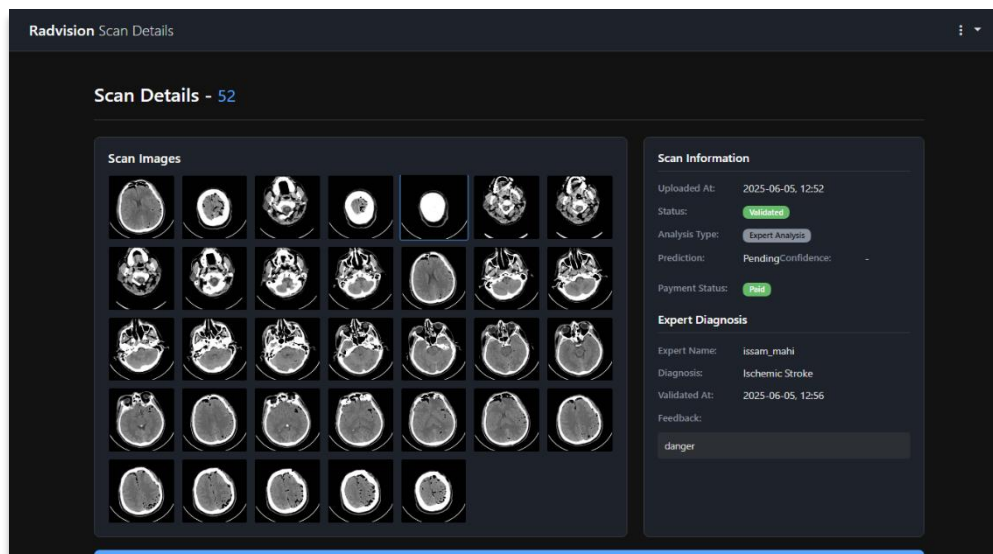 Radvision Scan Details
Scan Details - 52
Scan Images
Scan Information
Uploaded At: 2025-06-05, 12:52
Status: Validated
Analysis Type: Expert Analysis
Prediction: PendingConfidence: -
Payment Status: Paid
Expert Diagnosis
Expert Name: issam_mahi
Diagnosis: Ischemic Stroke
Validated At: 2025-06-05, 12:56
Feedback:
danger